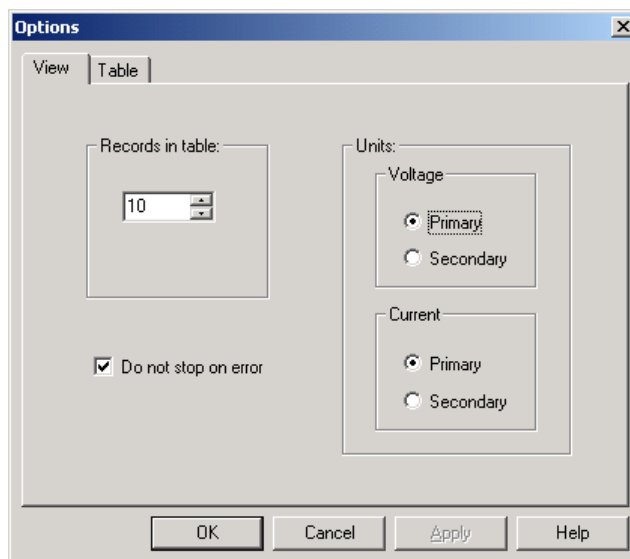 Options
View Table
Records in table:
10
Do not stop on error
Units:
Voltage
Primary
Secondary
Current
Primary
Secondary
OK Cancel Apply Help